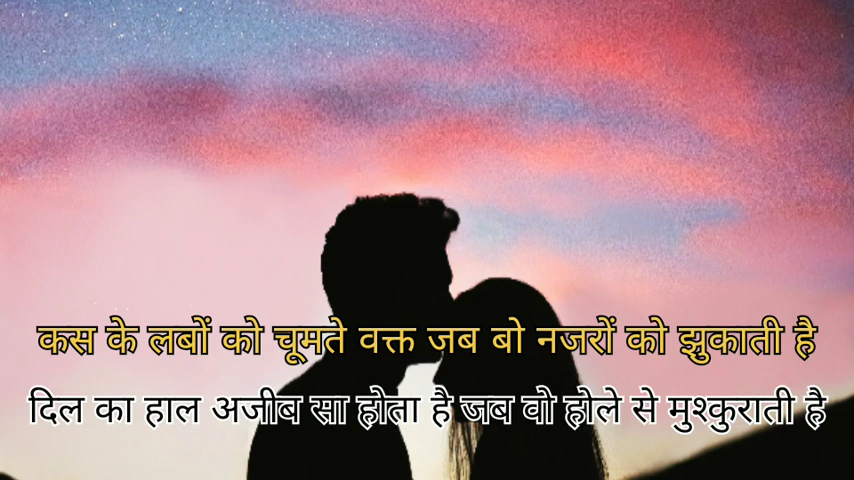 कस के लबों को चूमते वक्त जब बो नजरों को झुकाती है
दिल का हाल अजीब सा होता है जब वो होले से मुश्कुराती है